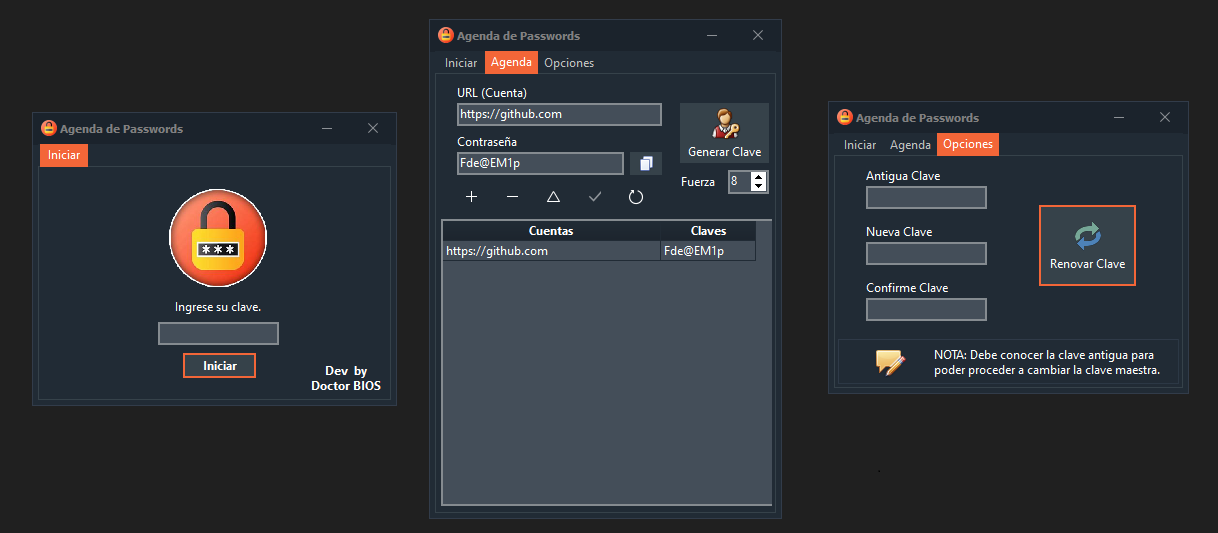 Agenda de Passwords
Iniciar
***
Ingrese su clave.
Iniciar
Dev by
Doctor BIOS
Agenda de Passwords
Iniciar Agenda Opciones
URL (Cuenta)
https://github.com
Contraseña
Fde@EM1p
Generar Clave
Fuerza 8
Cuentas Claves
https://github.com Fde@EM1p
Agenda de Passwords
Iniciar Agenda Opciones
Antigua Clave
Nueva Clave
Confirme Clave
Renovar Clave
NOTA: Debe conocer la clave antigua para
poder proceder a cambiar la clave maestra.